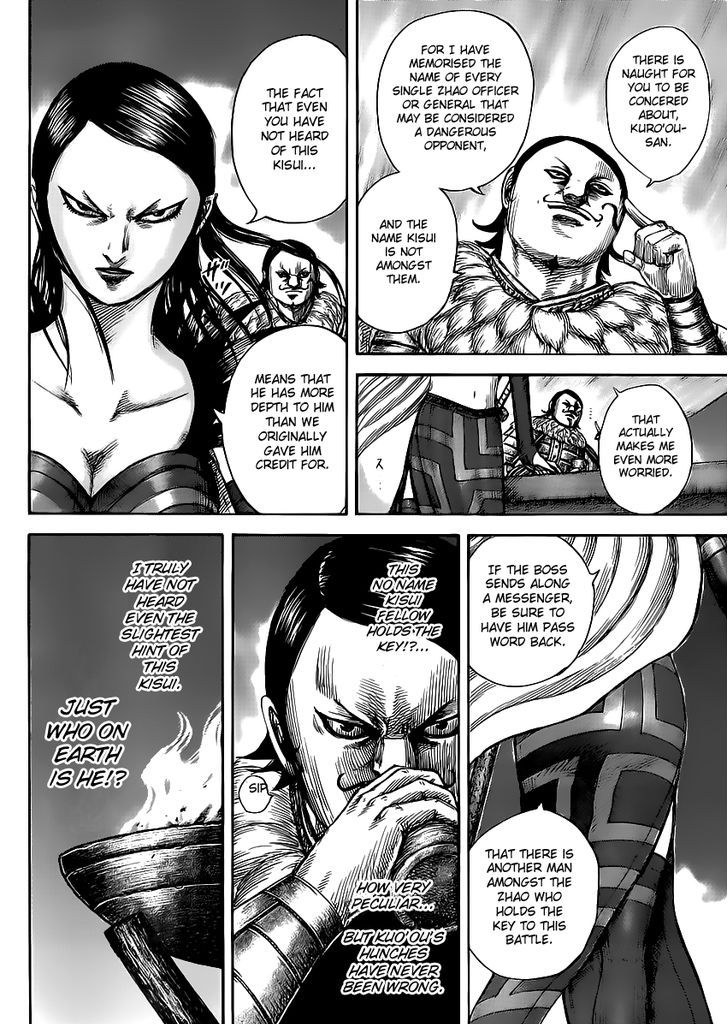 THERE IS
NAUGHT FOR
YOU TO BE
CONCERED
ABOUT,
KURO'OU-
SAN.
FOR I HAVE
MEMORISED THE
NAME OF EVERY
SINGLE ZHAO OFFICER
OR GENERAL THAT
MAY BE CONSIDERED
A DANGEROUS
OPPONENT,
AND THE
NAME KISUI
IS NOT
AMONGST
THEM.
THE FACT
THAT EVEN
YOU HAVE
NOT HEARD
OF THIS
KISUI...
MEANS THAT
HE HAS MORE
DEPTH TO HIM
THAN WE
ORIGINALLY
GAVE HIM
CREDIT FOR.
THAT
ACTUALLY
MAKES ME
EVEN MORE
WORRIED.
IF THE BOSS
SENDS ALONG
A MESSENGER,
BE SURE TO
HAVE HIM PASS
WORD BACK.
THAT THERE IS
ANOTHER MAN
AMONGST THE
ZHAO WHO
HOLDS THE
KEY TO THIS
BATTLE.
THIS
NO NAME
KISUI
FELLOW
HOLDS THE
KEY!?...
SIP
HOW VERY
PECULIAR...
BUT KUO'OU'S
HUNCHES
HAVE NEVER
BEEN WRONG.
I TRULY
HAVE NOT
HEARD
EVEN THE
SLIGHTEST
HINT OF
THIS
KISUI.
JUST
WHO ON
EARTH
IS HE!?